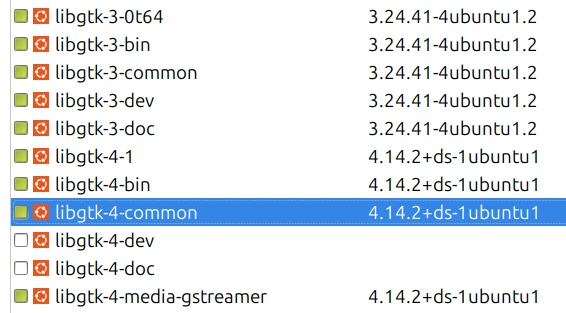 libgtk-3-0t64 3.24.41-4ubuntu1.2
libgtk-3-bin 3.24.41-4ubuntu1.2
libgtk-3-common 3.24.41-4ubuntu1.2
libgtk-3-dev 3.24.41-4ubuntu1.2
libgtk-3-doc 3.24.41-4ubuntu1.2
libgtk-4-1 4.14.2+ds-1ubuntu1
libgtk-4-bin 4.14.2+ds-1ubuntu1
libgtk-4-common 4.14.2+ds-1ubuntu1
libgtk-4-dev
libgtk-4-doc
libgtk-4-media-gstreamer 4.14.2+ds-1ubuntu1